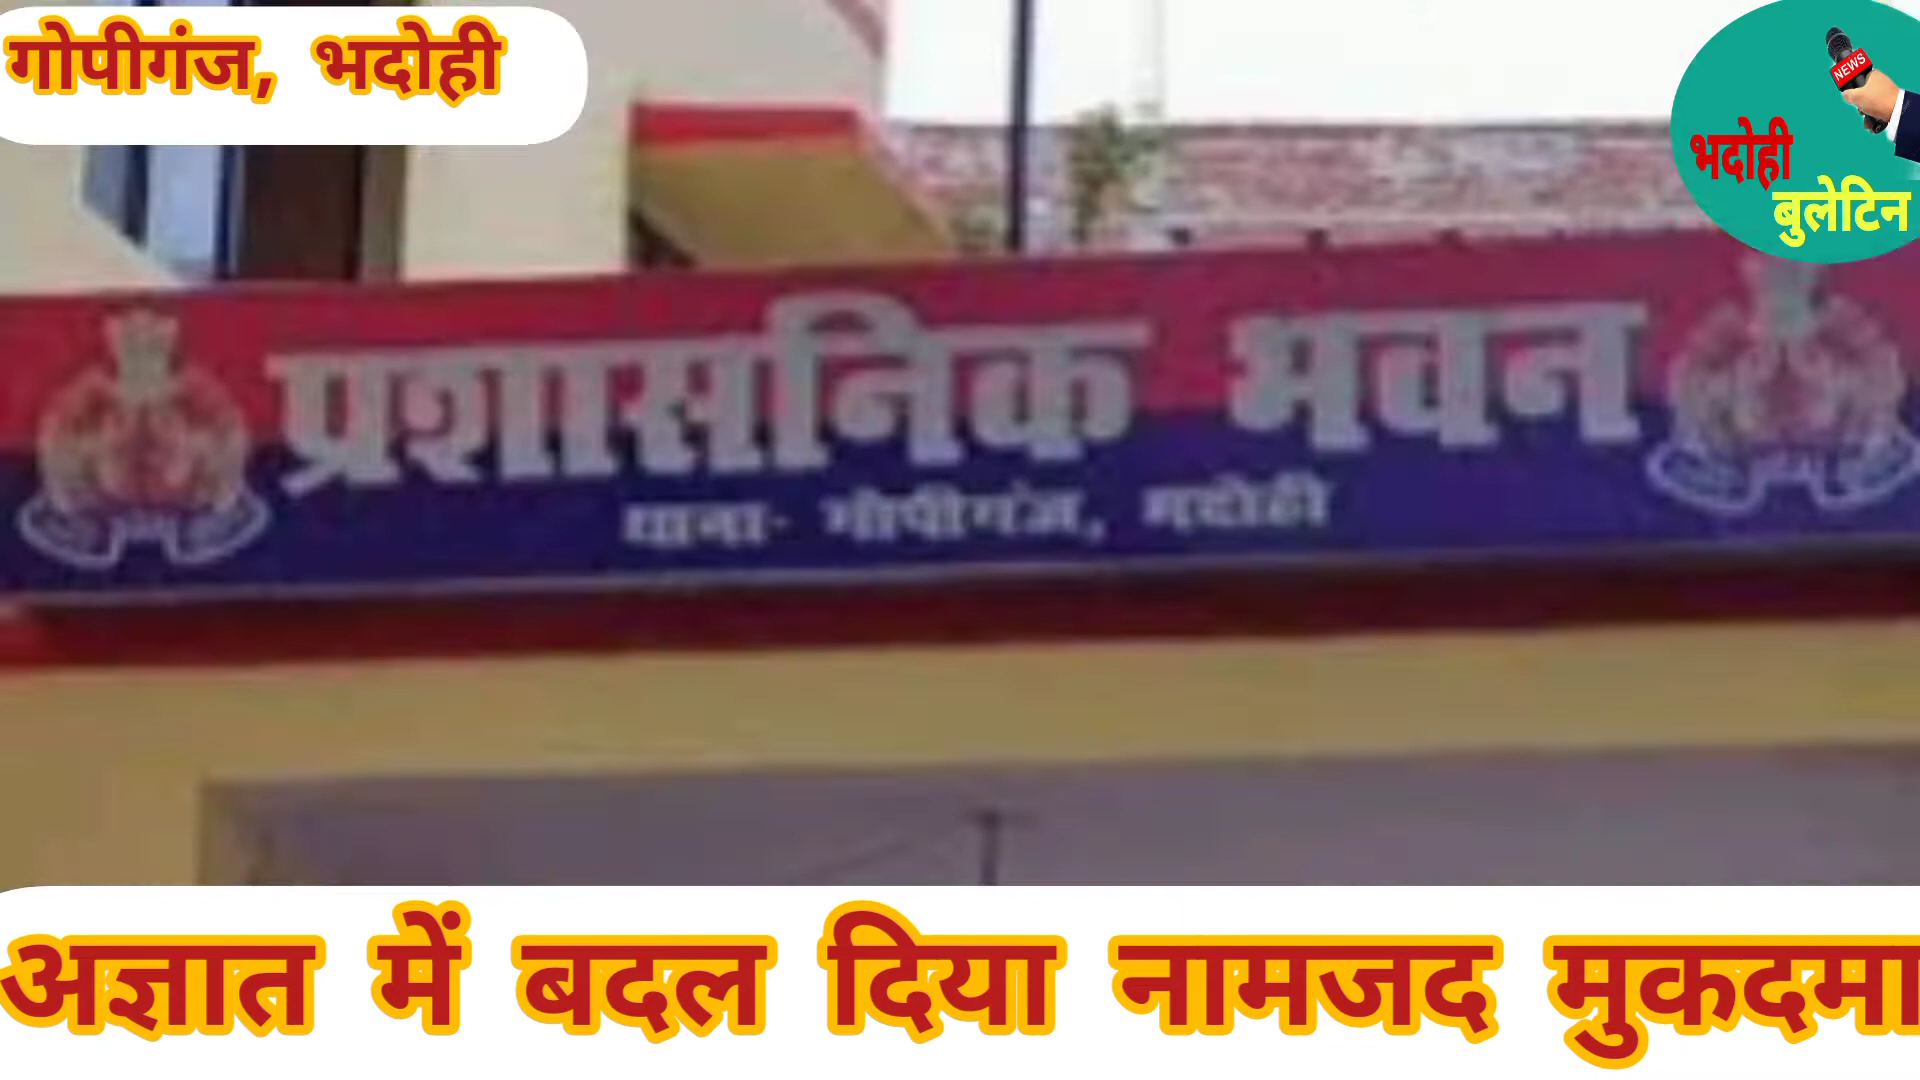 गोपीगंज, भदोही
NEWS
भदोही
बुलेटिन
प्रशासनिक भवन
थाना- गोपीगंज, भदोही
अज्ञात में बदल दिया नामजद मुकदमा